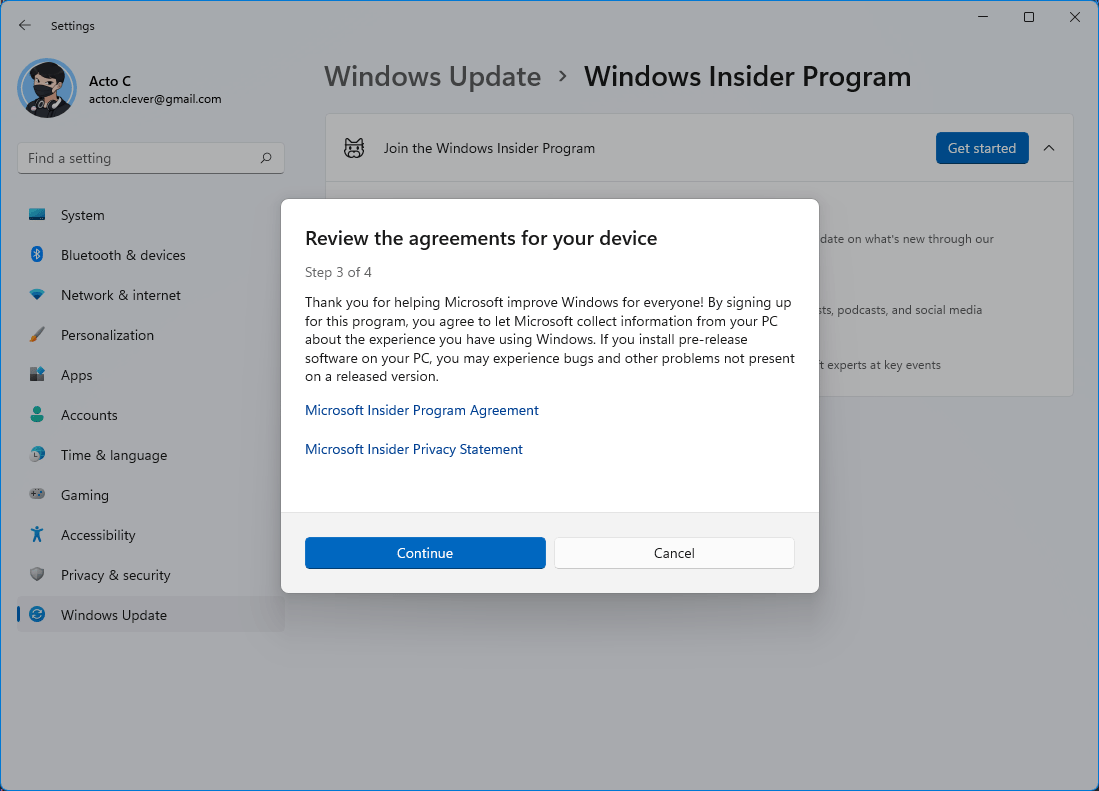 Settings
Acto C
acton.clever@gmail.com
Find a setting
System
Bluetooth & devices
Network & internet
Personalization
Apps
Accounts
Time & language
Gaming
Accessibility
Privacy & security
Windows Update
Windows Update > Windows Insider Program
Join the Windows Insider Program
Get started
date on what's new through our
sts, podcasts, and social media
ft experts at key events
Review the agreements for your device
Step 3 of 4
Thank you for helping Microsoft improve Windows for everyone! By signing up
for this program, you agree to let Microsoft collect information from your PC
about the experience you have using Windows. If you install pre-release
software on your PC, you may experience bugs and other problems not present
on a released version.
Microsoft Insider Program Agreement
Microsoft Insider Privacy Statement
Continue
Cancel